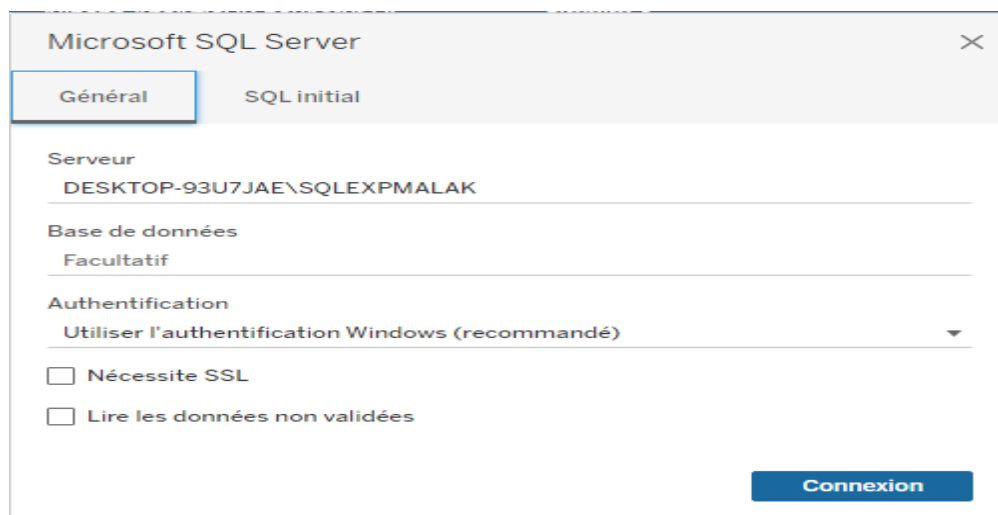 Microsoft SQL Server
Général SQL initial
Serveur
DESKTOP-93U7JAE\SQLEXPMALAK
Base de données
Facultatif
Authentification
Utiliser l'authentification Windows (recommandé)
Nécessite SSL
Lire les données non validées
Connexion